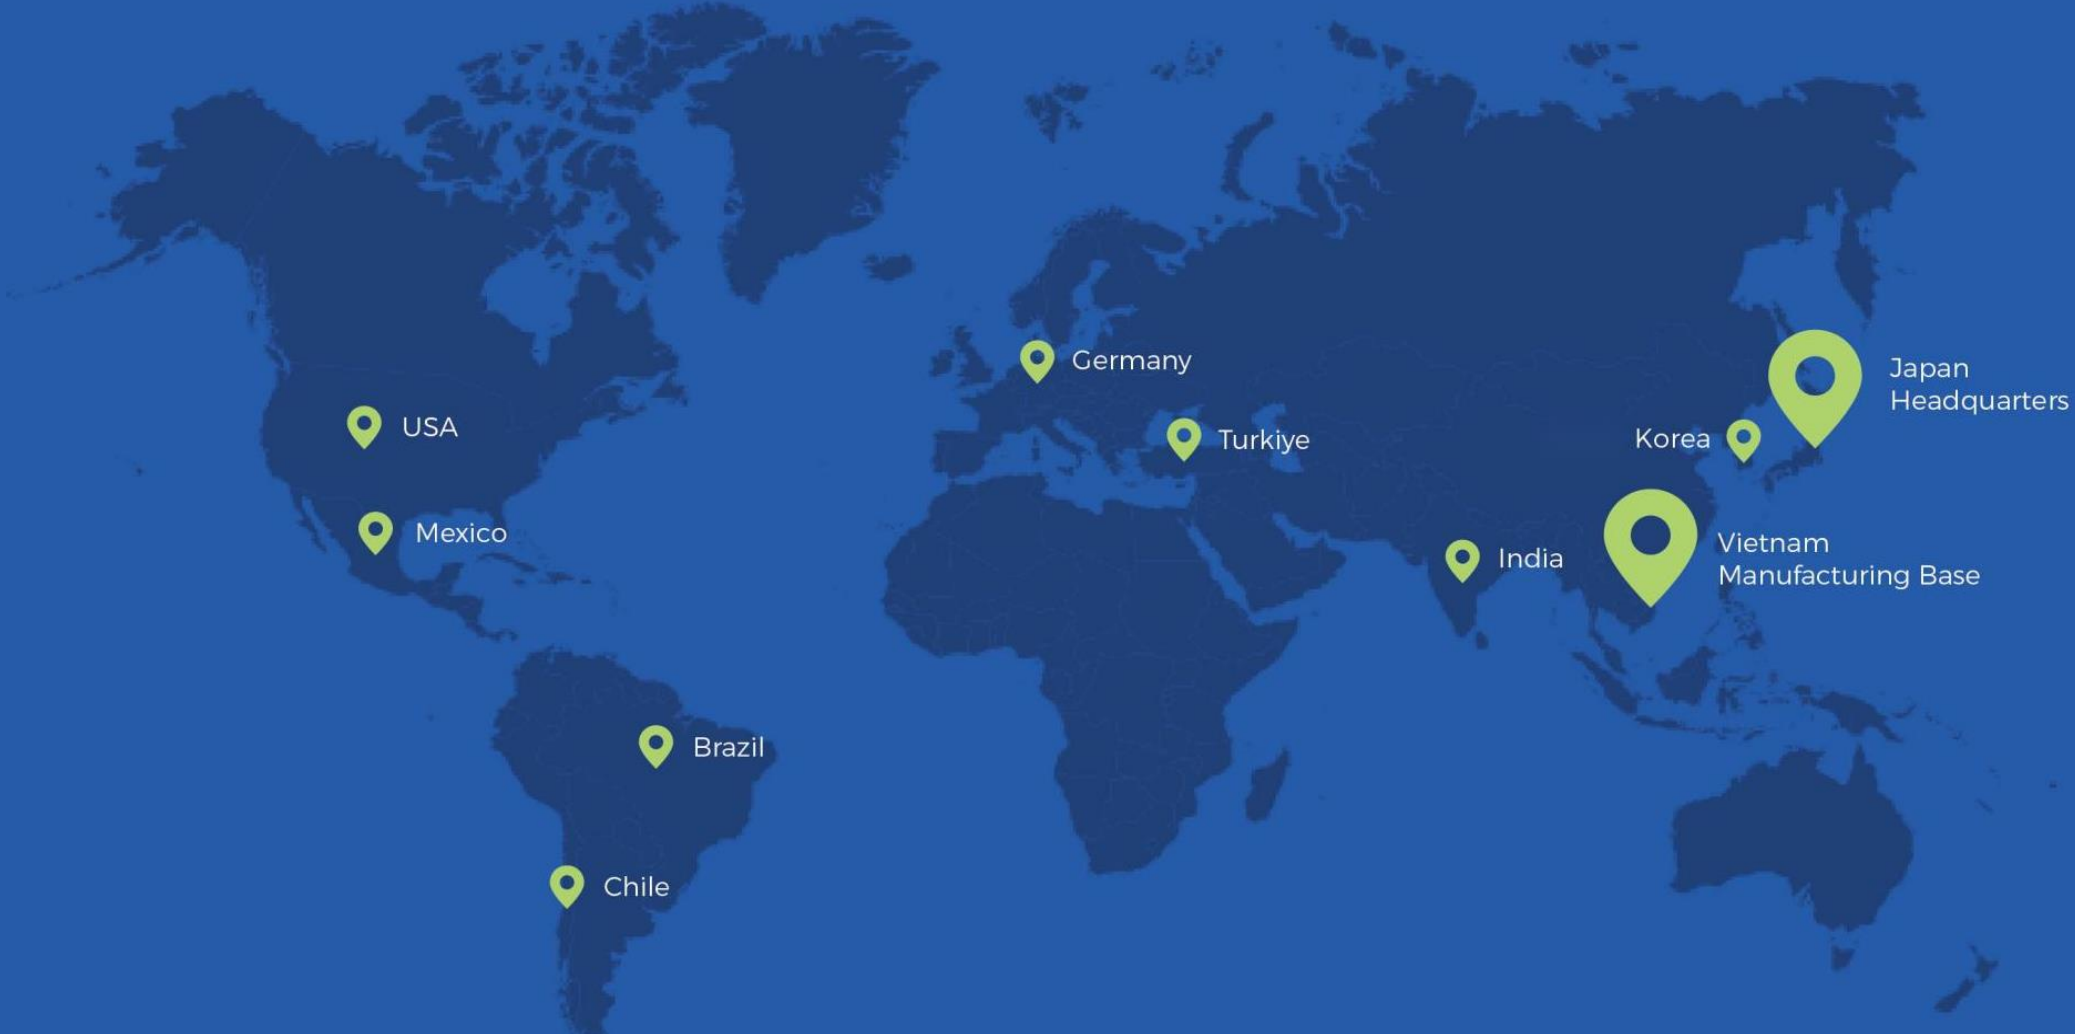 Germany
Japan
Headquarters
USA
Turkiye
Korea
Mexico
Vietnam
Manufacturing Base
India
Brazil
Chile